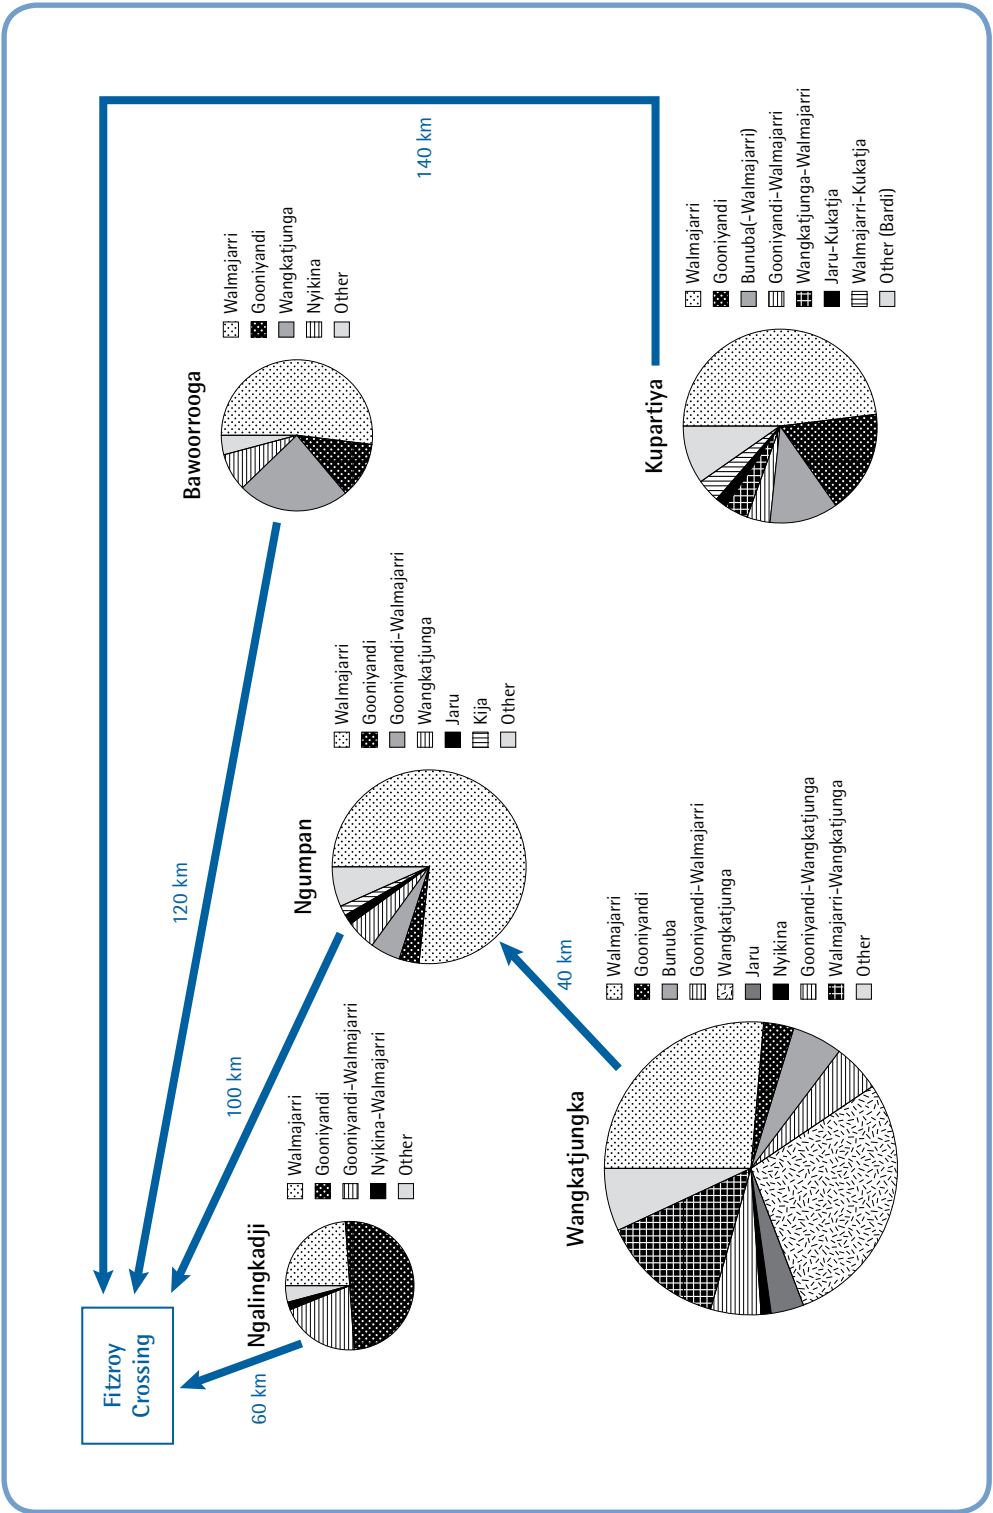 Fitzroy
Crossing
60 km
100 km
120 km
140 km
40 km
Ngalingkadji
Walmajarri
Gooniyandi
Gooniyandi-Walmajarri
Nyikina-Walmajarri
Other
Ngumpan
Walmajarri
Gooniyandi
Gooniyandi-Walmajarri
Wangkatjunga
Jaru
Kija
Other
Bawoorrooga
Walmajarri
Gooniyandi
Wangkatjunga
Nyikina
Other
Wangkatjungka
Walmajarri
Gooniyandi
Bunuba
Gooniyandi-Walmajarri
Wangkatjunga
Jaru
Nyikina
Gooniyandi-Wangkatjunga
Walmajarri-Wangkatjunga
Other
Kupartiya
Walmajarri
Gooniyandi
Bunuba(-Walmajarri)
Gooniyandi-Walmajarri
Wangkatjunga-Walmajarri
Jaru-Kukatja
Walmajarri-Kukatja
Other (Bardi)